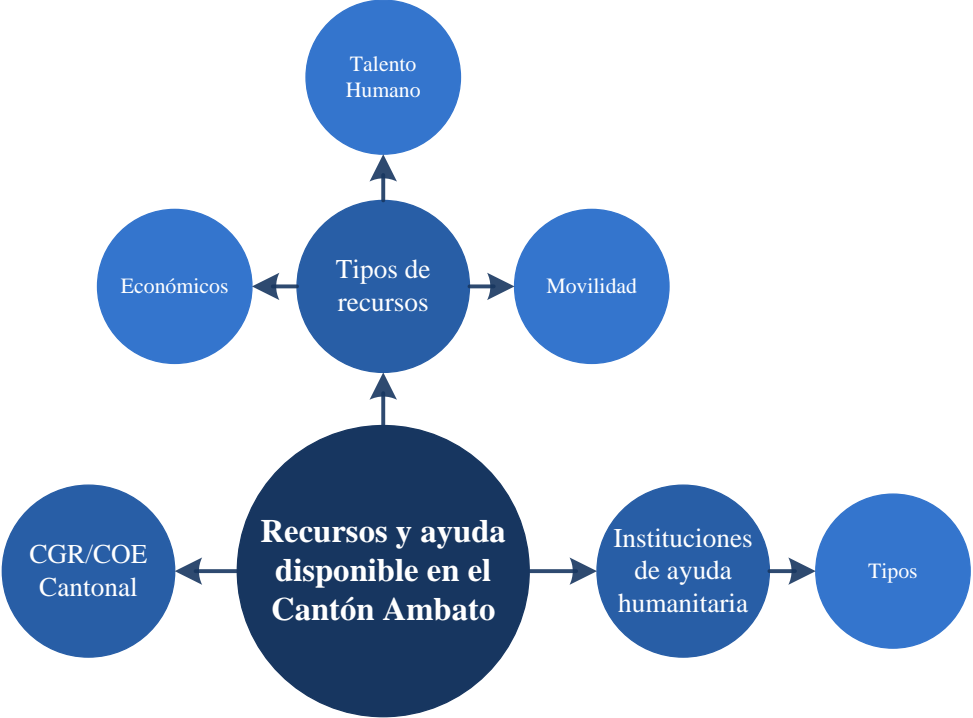 Talento
Humano
Económicos
Tipos de
recursos
Movilidad
CGR/COE
Cantonal
Recursos y ayuda
disponible en el
Cantón Ambato
Instituciones
de ayuda
humanitaria
Tipos